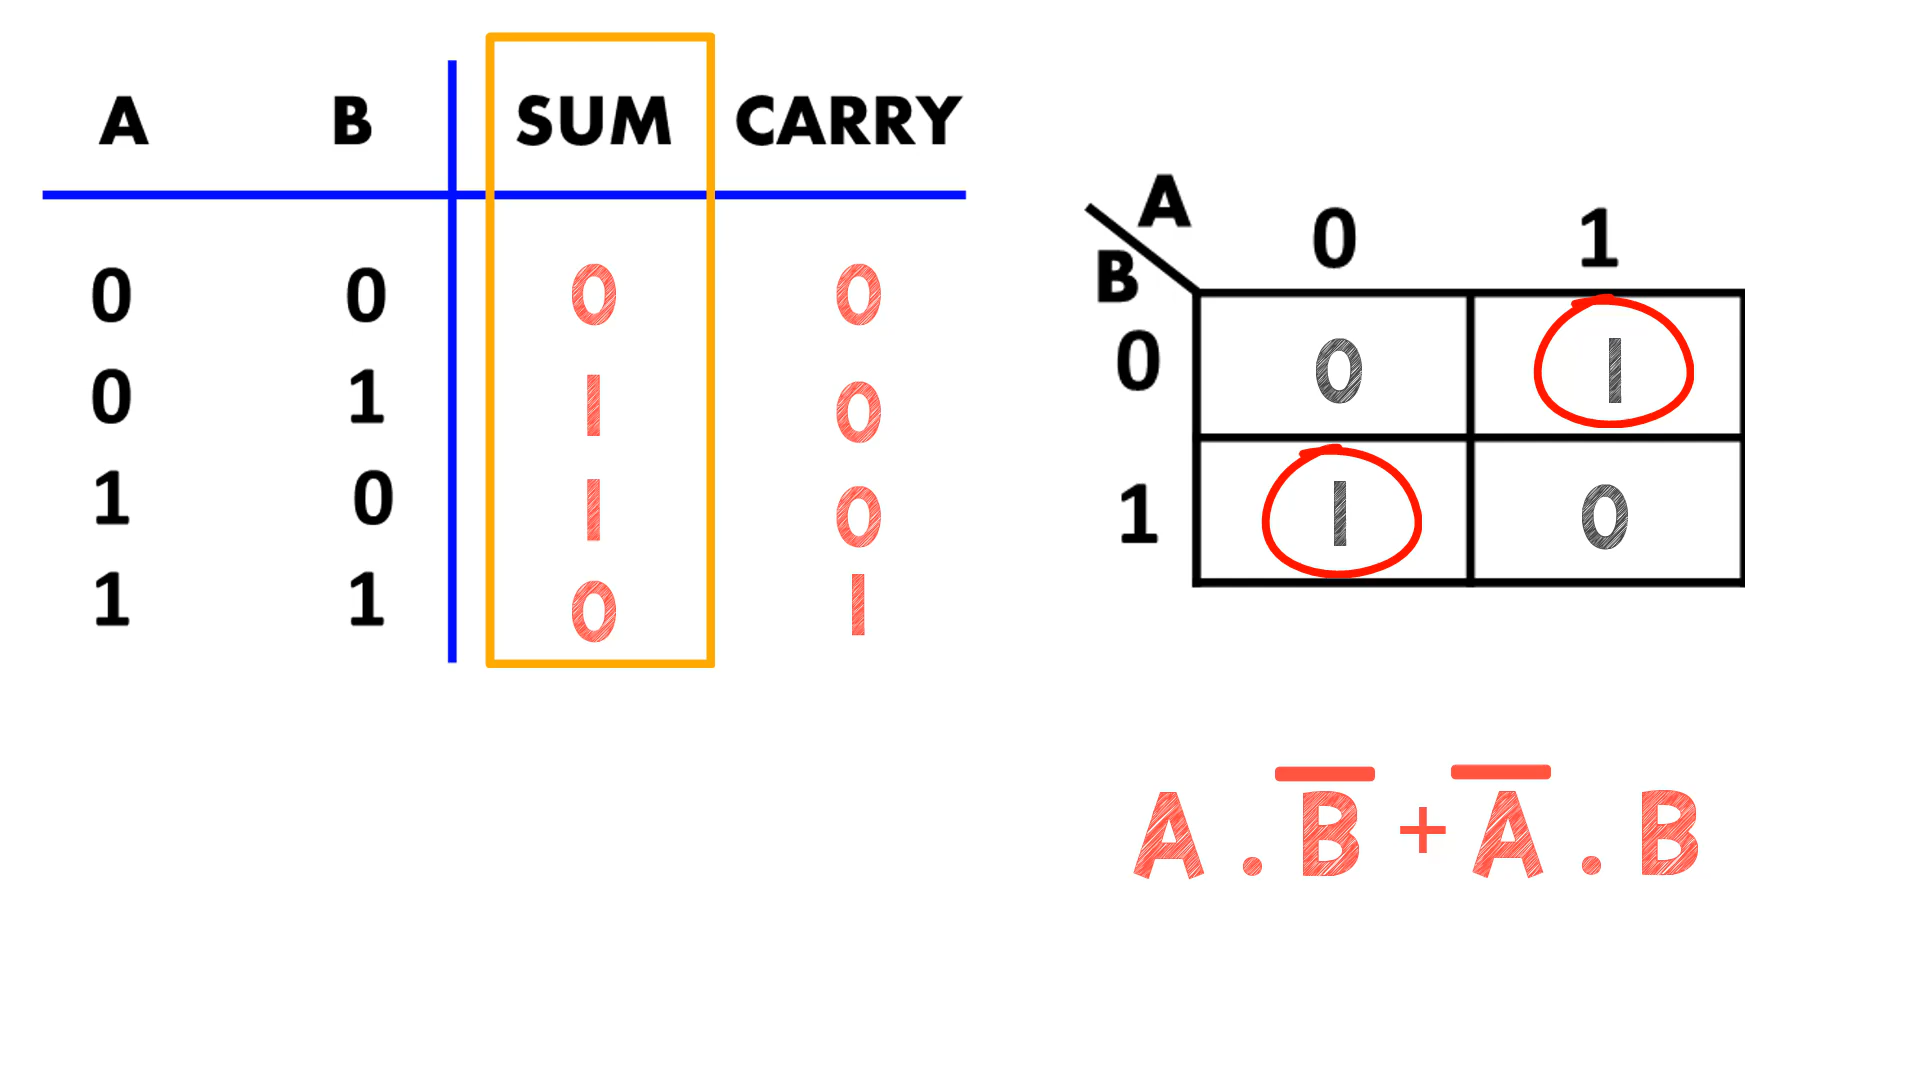 A B SUM CARRY
0 0 0 0
0 1 1 0
1 0 1 0
1 1 0 1
A
B
0 1
0 0 1
1 1 0
A . B̅ + A̅ . B